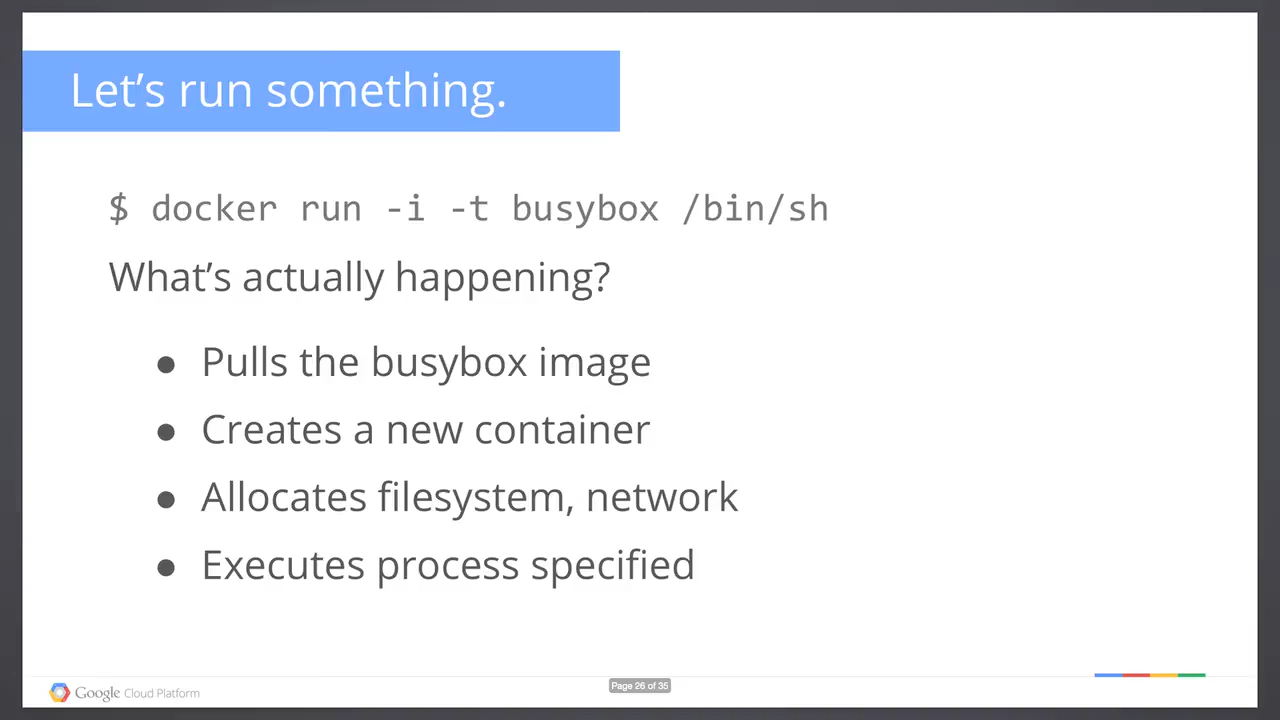 Let’s run something.
$ docker run -i -t busybox /bin/sh
What’s actually happening?
● Pulls the busybox image
● Creates a new container
● Allocates filesystem, network
● Executes process specified
Google Cloud Platform
Page 26 of 35